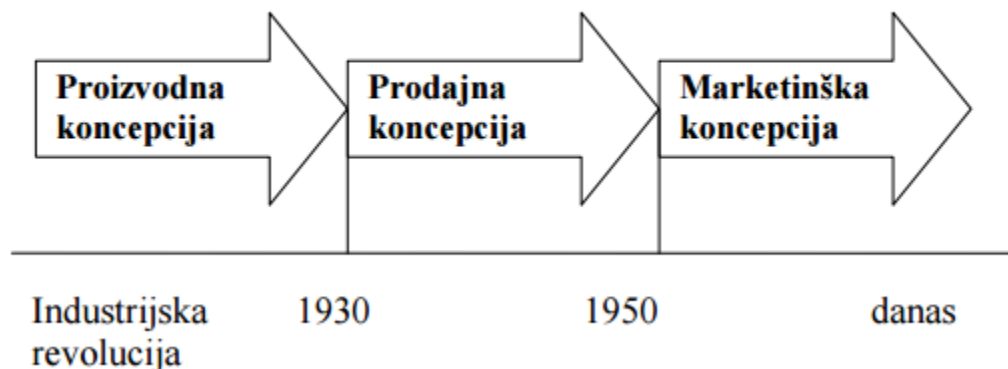 Proizvodna
koncepcija
Prodajna
koncepcija
Marketinška
koncepcija
Industrijska
revolucija
1930
1950
danas